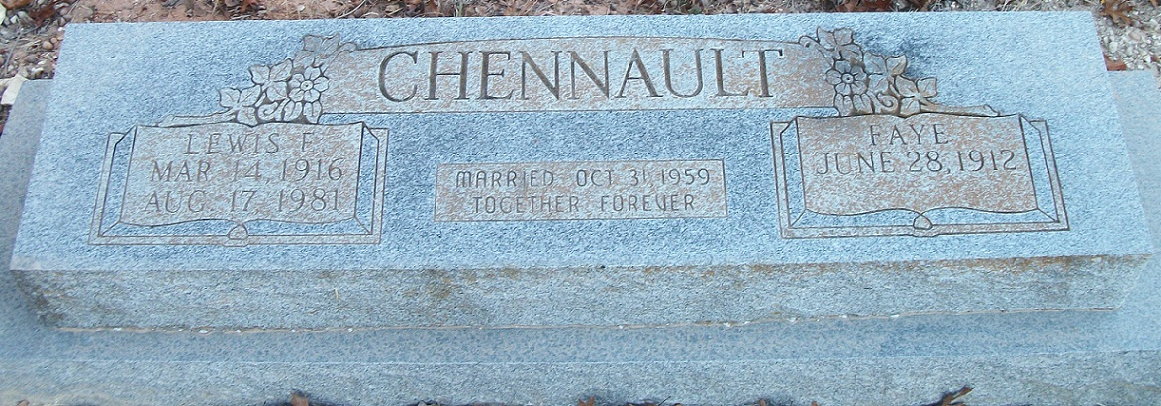 CHENNAULT
LEWIS F.
MAR. 14, 1916
AUG. 17, 1981
MARRIED OCT 31, 1959
TOGETHER FOREVER
FAYE
JUNE 28, 1912